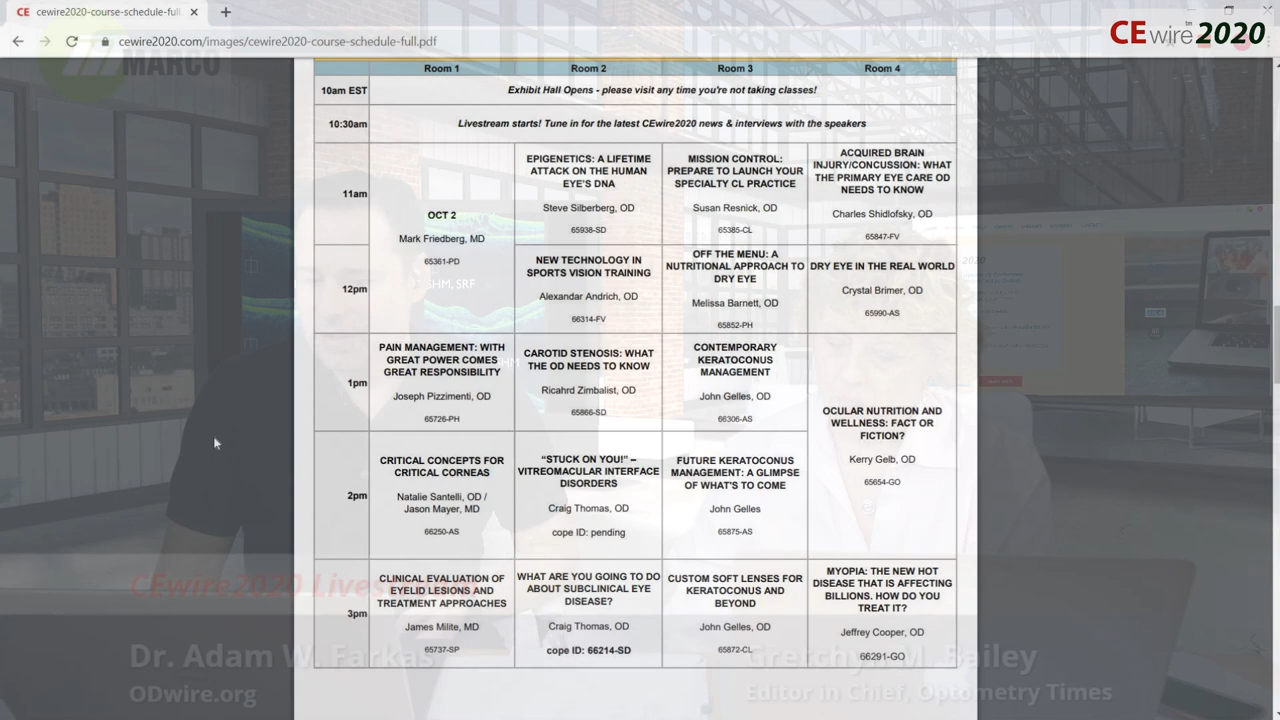 cewire2020-course-schedule-full
cewire2020.com/images/cewire2020-course-schedule-full.pdf
CEwire2020
MARCO
Room 1
Room 2
Room 3
Room 4
10am EST
Exhibit Hall Opens - please visit any time you're not taking classes!
10:30am
Livestream starts! Tune in for the latest CEwire2020 news & interviews with the speakers
11am
OCT 2
Mark Friedberg, MD
65361-PD
EPIGENETICS: A LIFETIME
ATTACK ON THE HUMAN
EYE'S DNA
Steve Silberberg, OD
65938-SD
MISSION CONTROL:
PREPARE TO LAUNCH YOUR
SPECIALTY CL PRACTICE
Susan Resnick, OD
65385-CL
ACQUIRED BRAIN
INJURY/CONCUSSION: WHAT
THE PRIMARY EYE CARE OD
NEEDS TO KNOW
Charles Shidlofsky, OD
65847-FV
12pm
NEW TECHNOLOGY IN
SPORTS VISION TRAINING
Alexandar Andrich, OD
66314-FV
OFF THE MENU: A
NUTRITIONAL APPROACH TO
DRY EYE
Melissa Barnett, OD
65852-PH
DRY EYE IN THE REAL WORLD
Crystal Brimer, OD
65990-AS
1pm
PAIN MANAGEMENT: WITH
GREAT POWER COMES
GREAT RESPONSIBILITY
Joseph Pizzimenti, OD
65726-PH
CAROTID STENOSIS: WHAT
THE OD NEEDS TO KNOW
Ricahrd Zimbalist, OD
65866-SD
CONTEMPORARY
KERATOCONUS
MANAGEMENT
John Gelles, OD
66306-AS
OCULAR NUTRITION AND
WELLNESS: FACT OR
FICTION?
Kerry Gelb, OD
65654-GO
2pm
CRITICAL CONCEPTS FOR
CRITICAL CORNEAS
Natalie Santelli, OD /
Jason Mayer, MD
66250-AS
“STUCK ON YOU!” –
VITREOMACULAR INTERFACE
DISORDERS
Craig Thomas, OD
cope ID: pending
FUTURE KERATOCONUS
MANAGEMENT: A GLIMPSE
OF WHAT'S TO COME
John Gelles
65875-AS
3pm
CLINICAL EVALUATION OF
EYELID LESIONS AND
TREATMENT APPROACHES
James Milite, MD
65737-SP
WHAT ARE YOU GOING TO DO
ABOUT SUBCLINICAL EYE
DISEASE?
Craig Thomas, OD
cope ID: 66214-SD
CUSTOM SOFT LENSES FOR
KERATOCONUS AND
BEYOND
John Gelles, OD
65872-CL
MYOPIA: THE NEW HOT
DISEASE THAT IS AFFECTING
BILLIONS. HOW DO YOU
TREAT IT?
Jeffrey Cooper, OD
66291-GO
CEwire2020 Livestream
Dr. Adam W. Farkas
ODwire.org
Gretchyn M. Bailey
Editor in Chief, Optometry Times